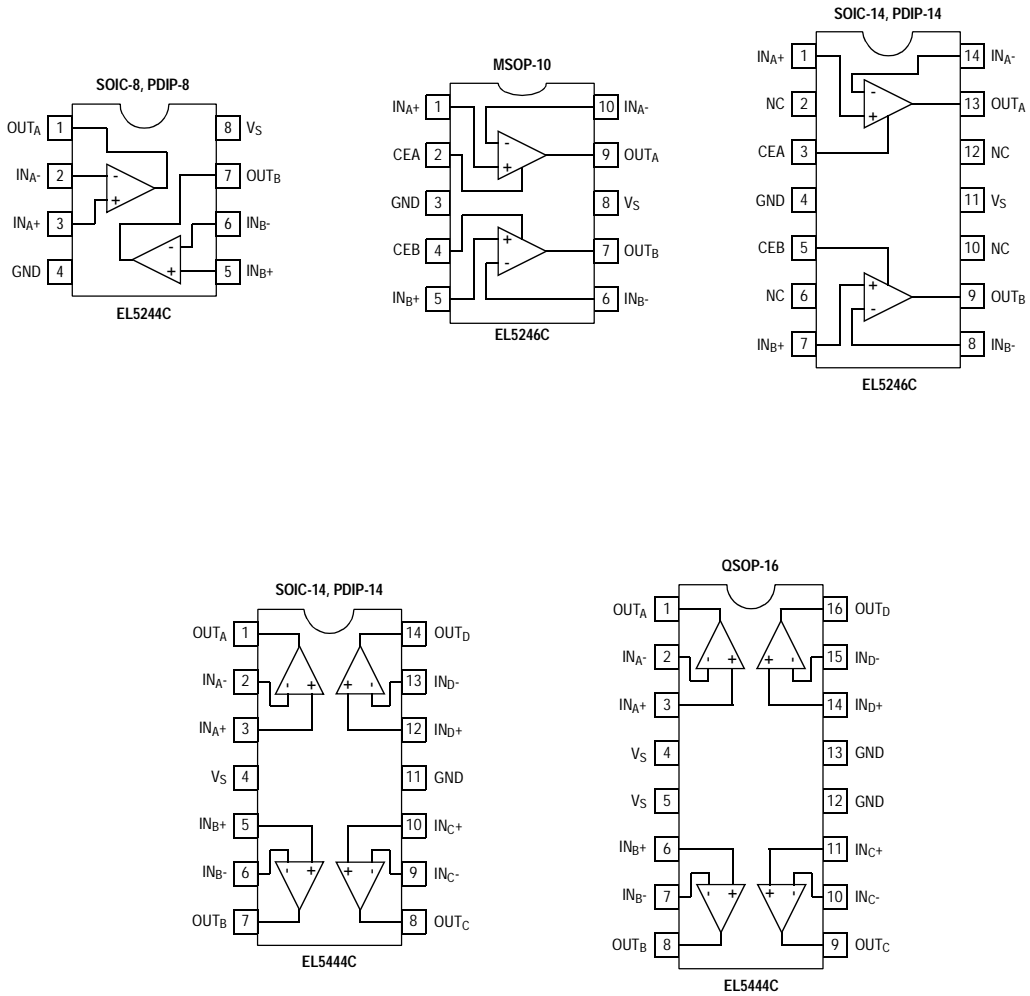 SOIC-8, PDIP-8
OUTA 1 8 VS
- 
INA- 2 7 OUTB
+
INA+ 3 6 INB-
-
GND 4 + 5 INB+
EL5244C
MSOP-10
INA+ 1 10 INA-
-
CEA 2 + 9 OUTA
GND 3 8 VS
CEB 4 + 7 OUTB
-
INB+ 5 6 INB-
EL5246C
SOIC-14, PDIP-14
INA+ 1 14 INA-
-
NC 2 + 13 OUTA
CEA 3 12 NC
GND 4 11 VS
CEB 5 10 NC
+
NC 6 - 9 OUTB
INB+ 7 8 INB-
EL5246C
SOIC-14, PDIP-14
OUTA 1 14 OUTD
INA- 2 - + + - 13 IND-
INA+ 3 12 IND+
VS 4 11 GND
INB+ 5 10 INC+
INB- 6 - + + - 9 INC-
OUTB 7 8 OUTC
EL5444C
QSOP-16
OUTA 1 16 OUTD
INA- 2 - + + - 15 IND-
INA+ 3 14 IND+
VS 4 13 GND
VS 5 12 GND
INB+ 6 11 INC+
INB- 7 - + + - 10 INC-
OUTB 8 9 OUTC
EL5444C